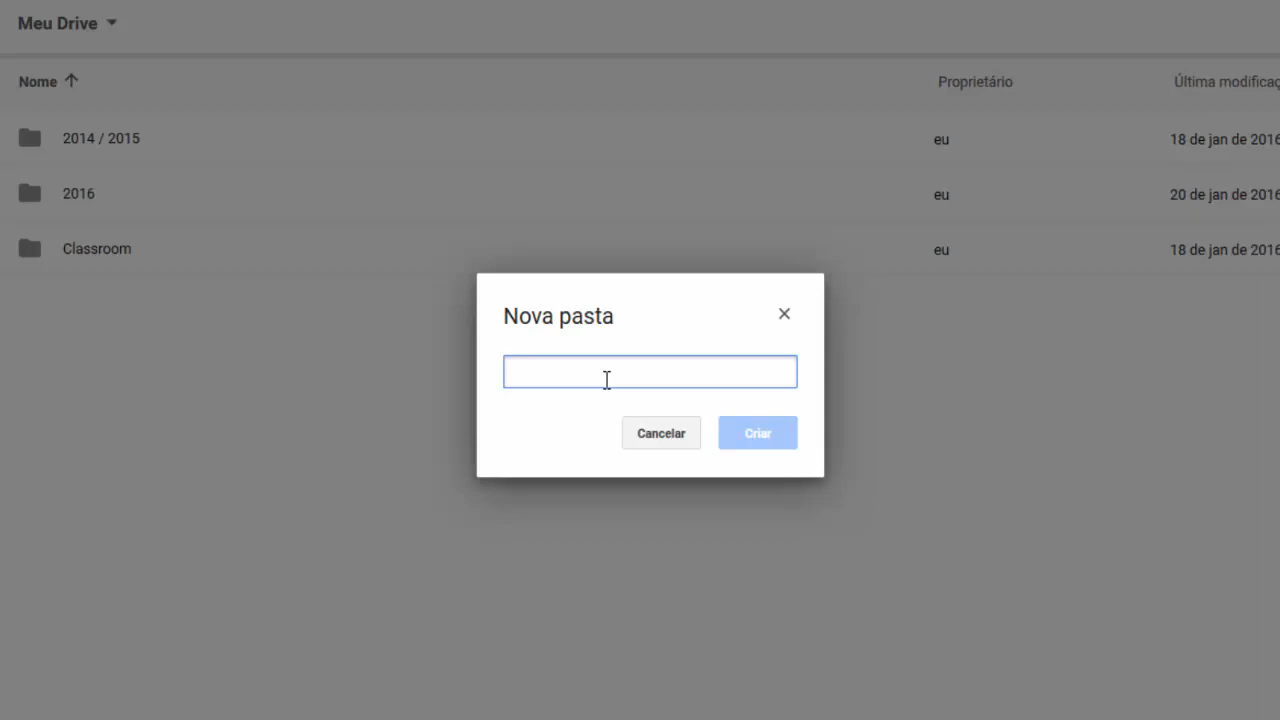 Meu Drive
Nome Proprietário Última
2014 / 2015 eu 18 de jan de 2016
2016 eu 20 de jan de 2016
Classroom eu 18 de jan de 2016
Nova pasta
Cancelar Criar